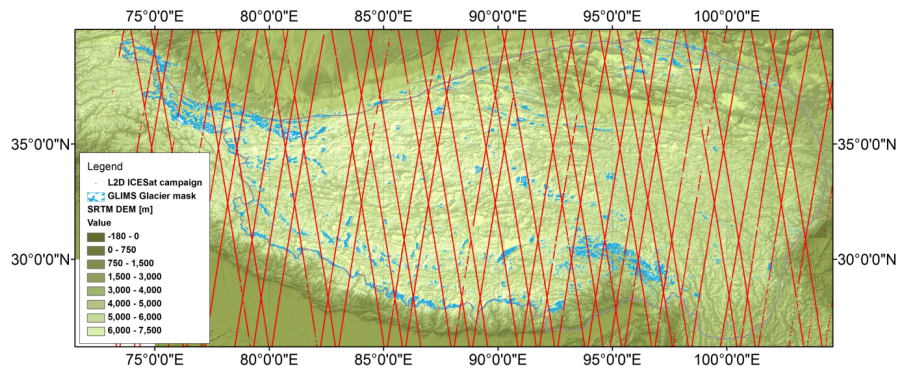 75°0'0"E 80°0'0"E 85°0'0"E 90°0'0"E 95°0'0"E 100°0'0"E
35°0'0"N 35°0'0"N
Legend
L2D ICESat campaign
GLIMS Glacier mask
SRTM DEM [m]
Value
-180 - 0
0 - 750
750 - 1,500
1,500 - 3,000
3,000 - 4,000
4,000 - 5,000
5,000 - 6,000
6,000 - 7,500
30°0'0"N 30°0'0"N
75°0'0"E 80°0'0"E 85°0'0"E 90°0'0"E 95°0'0"E 100°0'0"E